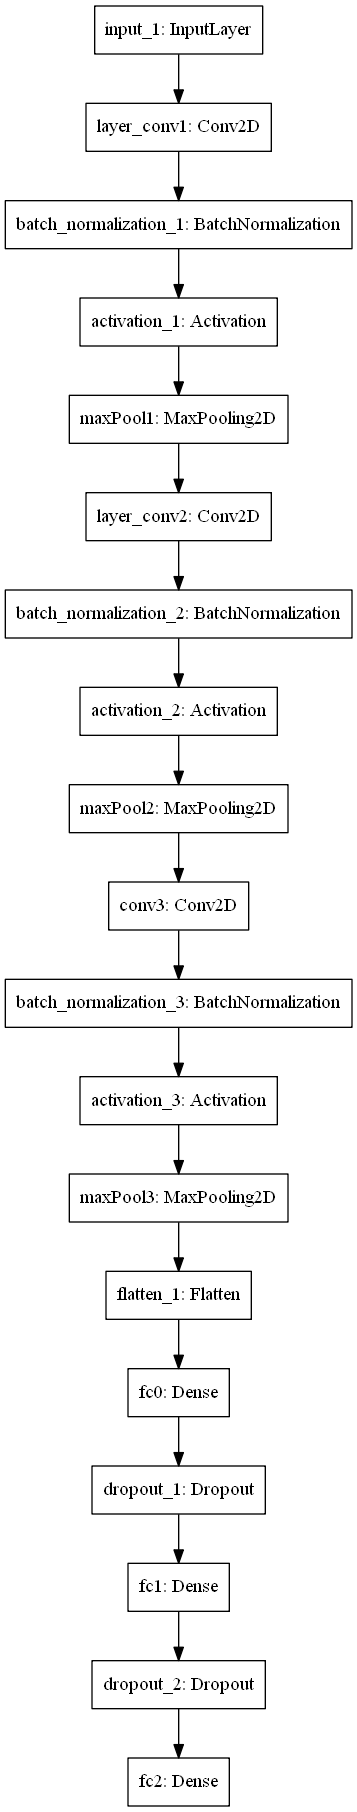 input_1: InputLayer
layer_conv1: Conv2D
batch_normalization_1: BatchNormalization
activation_1: Activation
maxPool1: MaxPooling2D
layer_conv2: Conv2D
batch_normalization_2: BatchNormalization
activation_2: Activation
maxPool2: MaxPooling2D
conv3: Conv2D
batch_normalization_3: BatchNormalization
activation_3: Activation
maxPool3: MaxPooling2D
flatten_1: Flatten
fc0: Dense
dropout_1: Dropout
fc1: Dense
dropout_2: Dropout
fc2: Dense